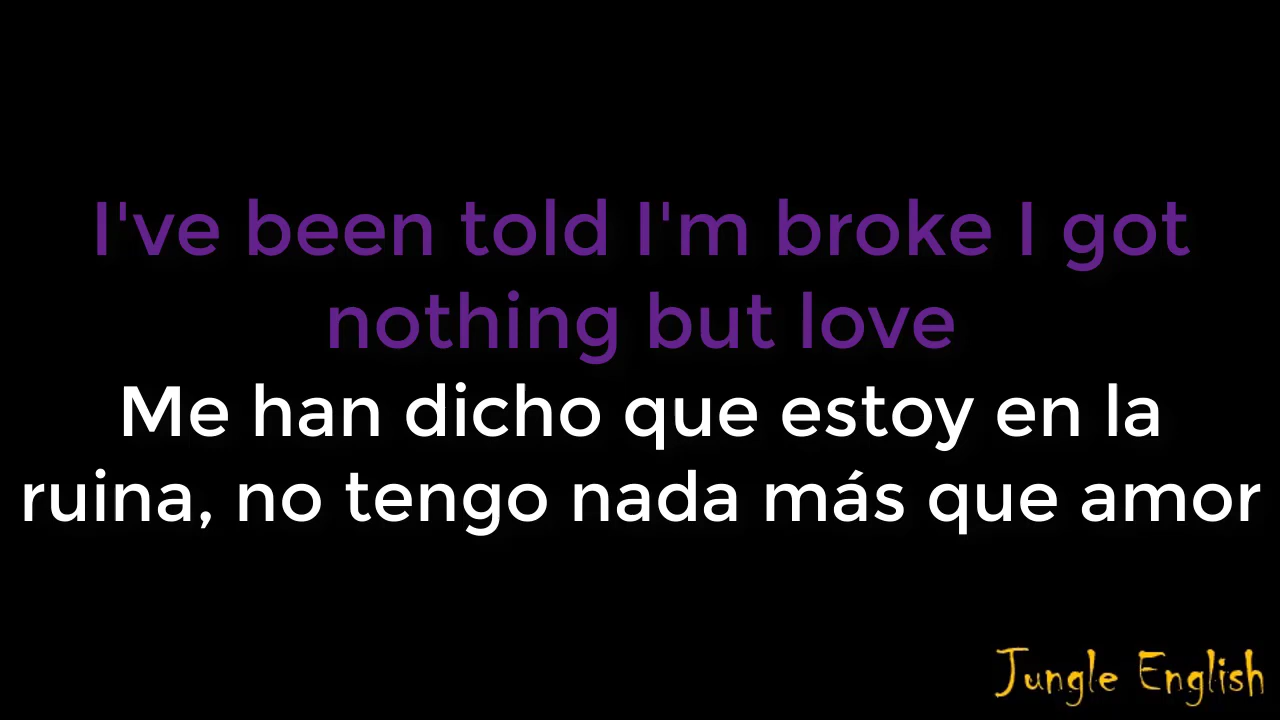 I've been told I'm broke I got
nothing but love
Me han dicho que estoy en la
ruina, no tengo nada más que amor
Jungle English